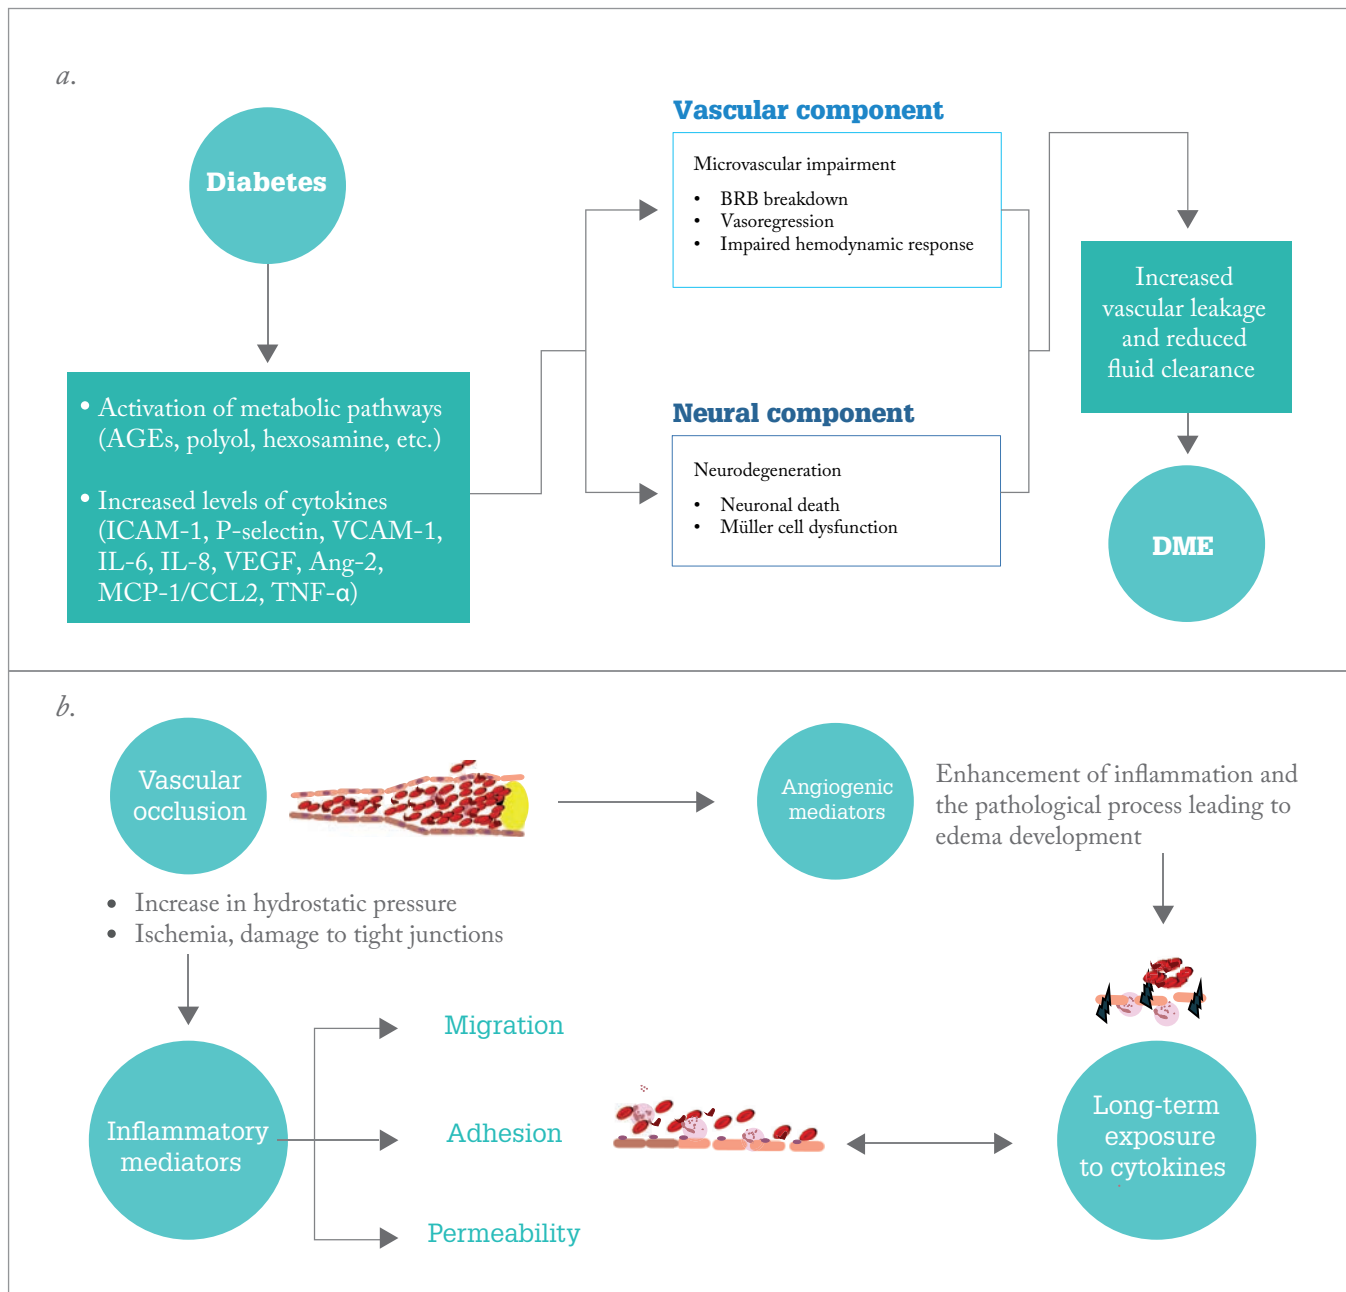 a.
Diabetes
• Activation of metabolic pathways
(AGEs, polyol, hexosamine, etc.)
• Increased levels of cytokines
(ICAM-1, P-selectin, VCAM-1,
IL-6, IL-8, VEGF, Ang-2,
MCP-1/CCL2, TNF-α)
Vascular component
Microvascular impairment
• BRB breakdown
• Vasoregression
• Impaired hemodynamic response
Neural component
Neurodegeneration
• Neuronal death
• Müller cell dysfunction
Increased
vascular leakage
and reduced
fluid clearance
DME
b.
Vascular
occlusion
• Increase in hydrostatic pressure
• Ischemia, damage to tight junctions
Inflammatory
mediators
Migration
Adhesion
Permeability
Angiogenic
mediators
Enhancement of inflammation and
the pathological process leading to
edema development
Long-term
exposure
to cytokines